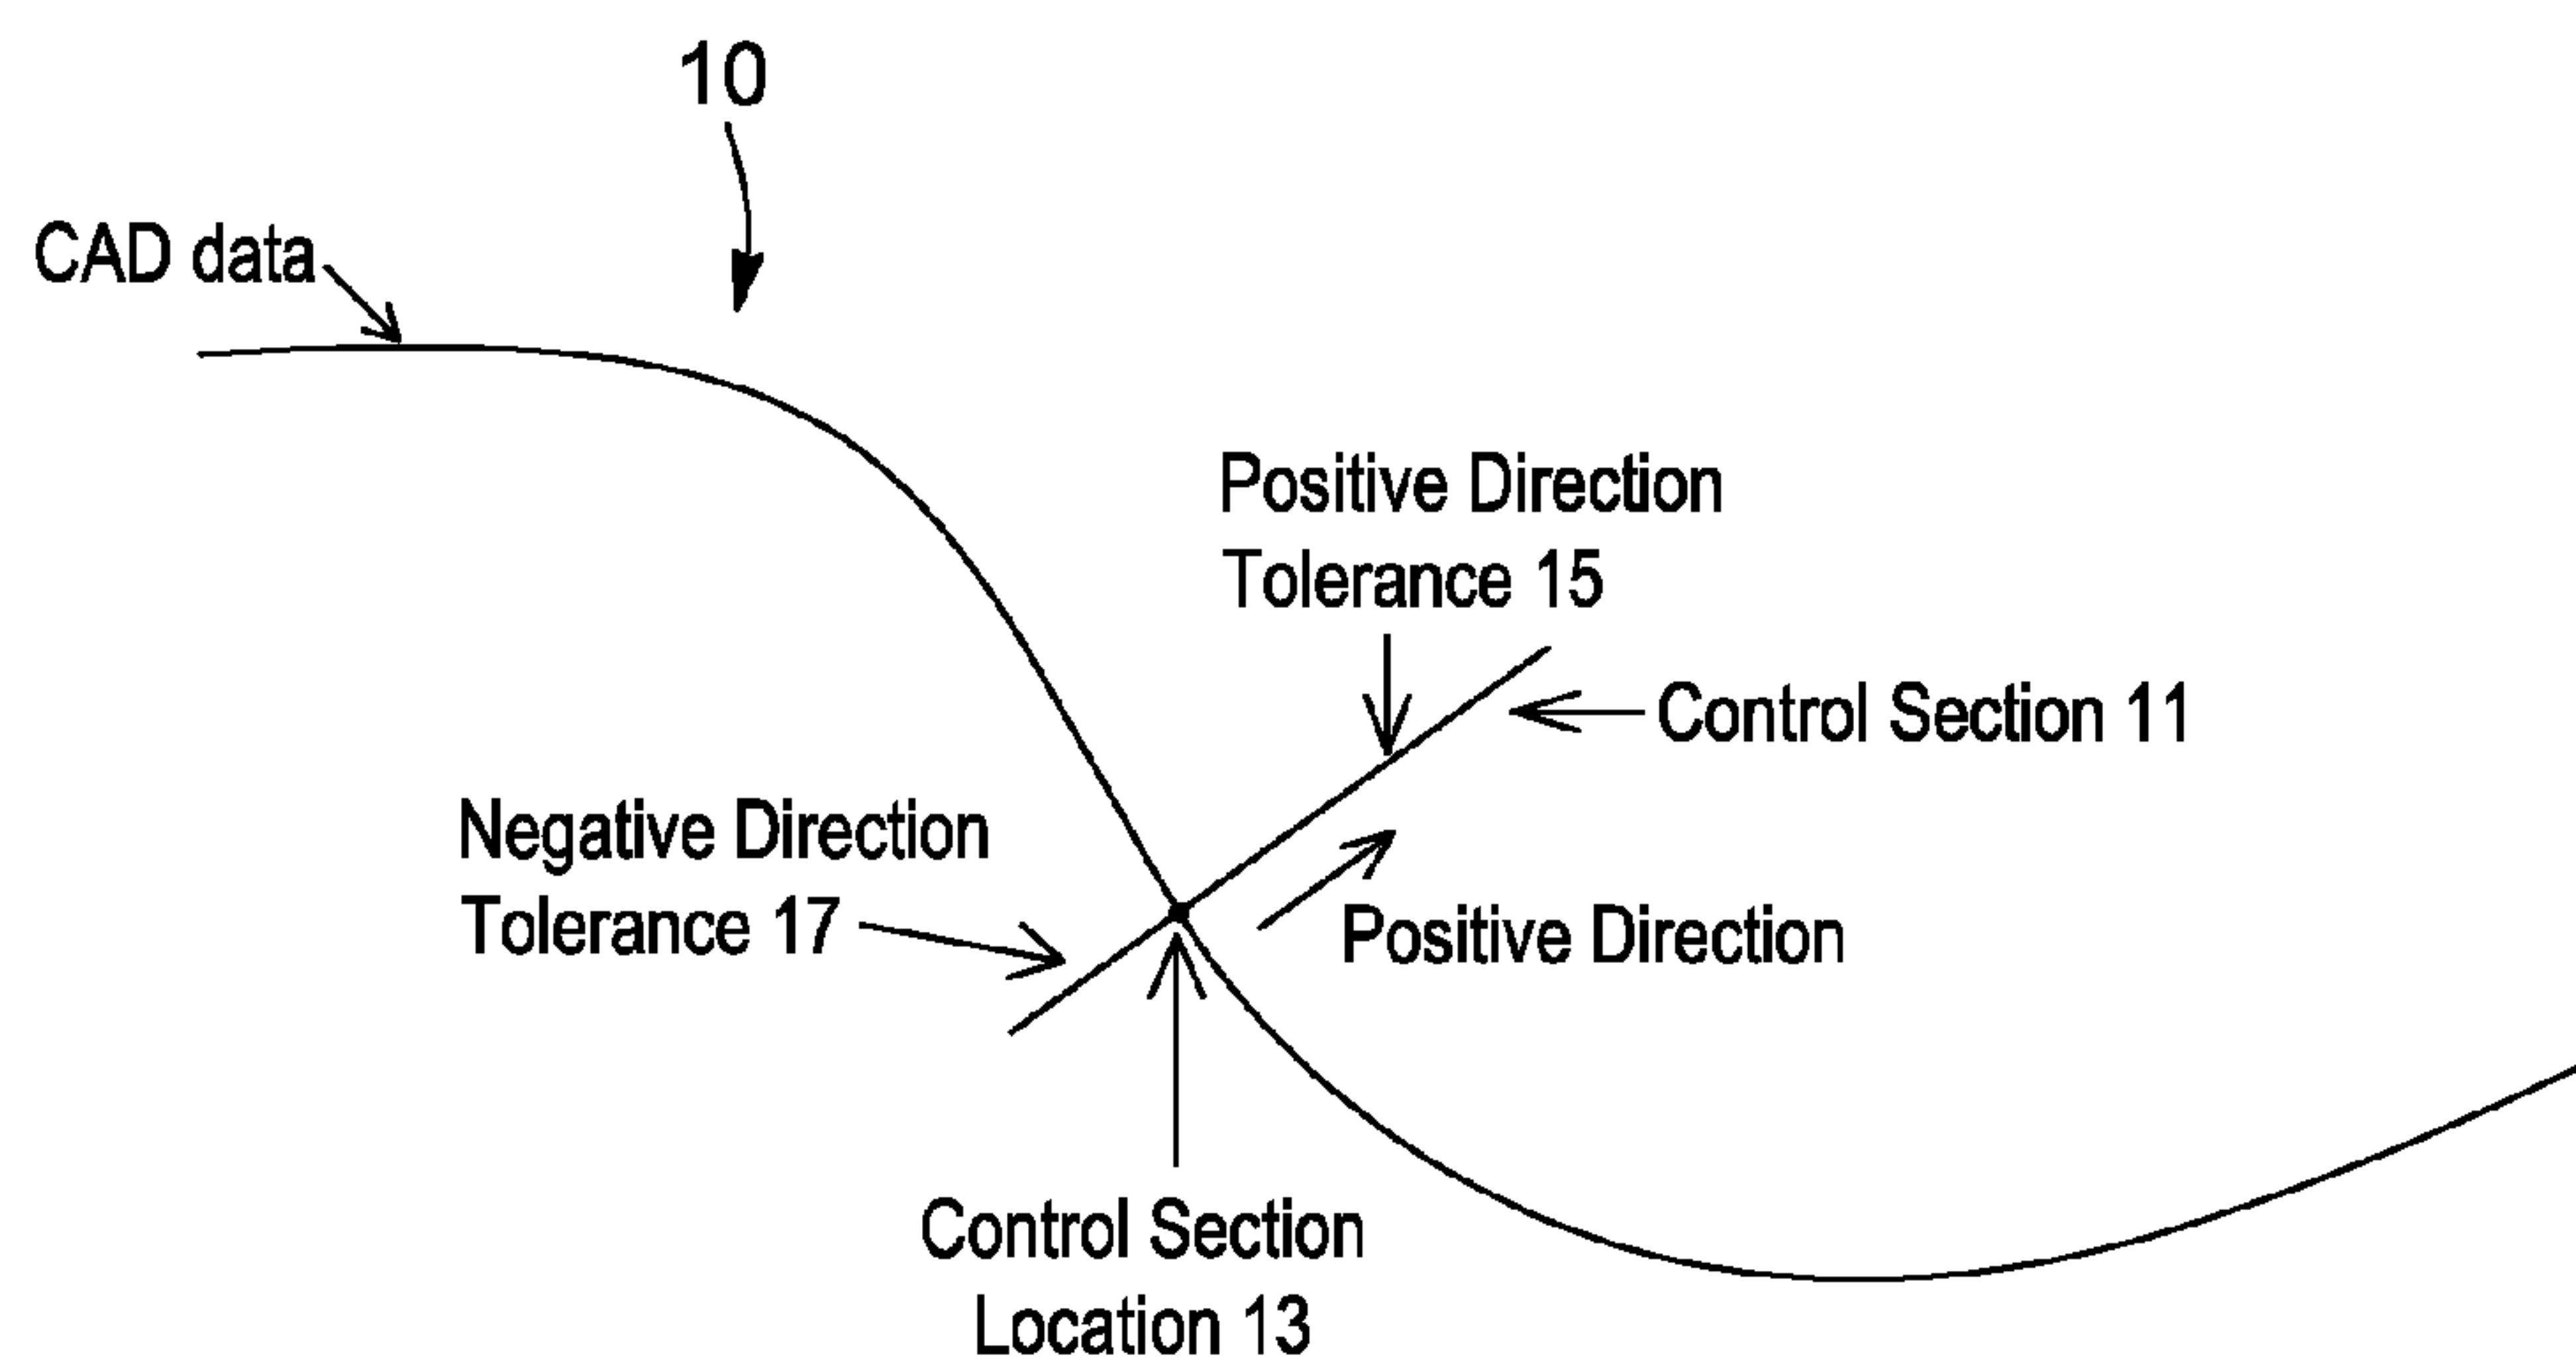 10
CAD data
Positive Direction
Tolerance 15
Control Section 11
Negative Direction
Tolerance 17
Positive Direction
Control Section
Location 13